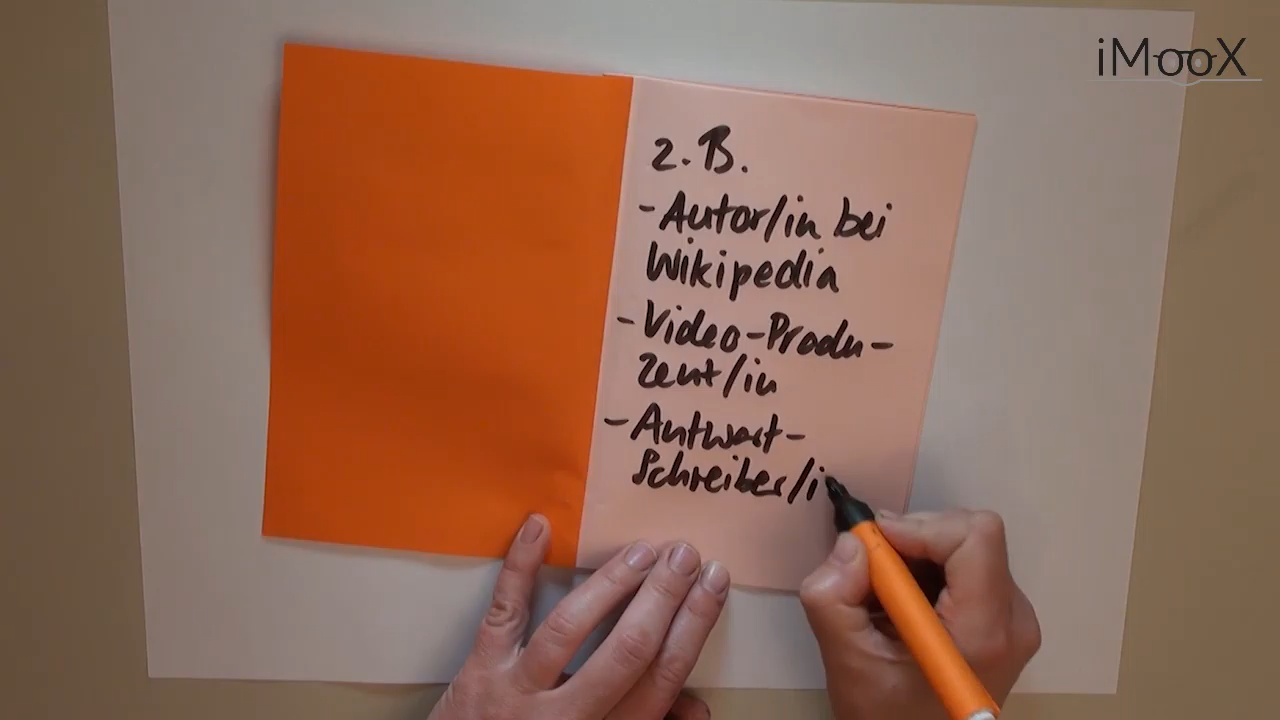 iMooX
z.B.
- Autor/in bei
Wikipedia
- Video-Produ-
zent/in
- Antwort-
Schreiber/i